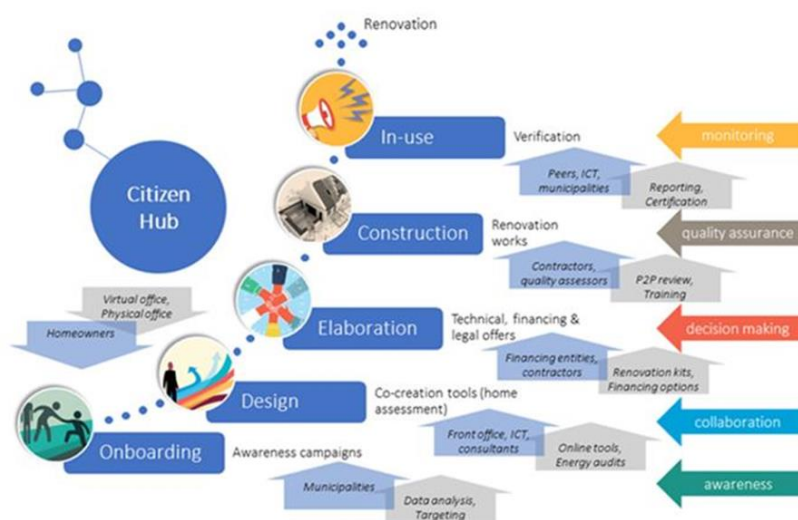 Renovation
In-use
Verification
monitoring
Peers, ICT,
municipalities
Reporting,
Certification
Citizen
Hub
Construction
Renovation
works
quality assurance
Contractors,
quality assessors
P2P review,
Training
Virtual office,
Physical office
Homeowners
Elaboration
Technical, financing &
legal offers
decision making
Financing entities,
contractors
Renovation kits,
Financing options
Design
Co-creation tools (home
assessment)
collaboration
Front office, ICT,
consultants
Online tools,
Energy audits
Onboarding
Awareness campaigns
awareness
Municipalities
Data analysis,
Targeting